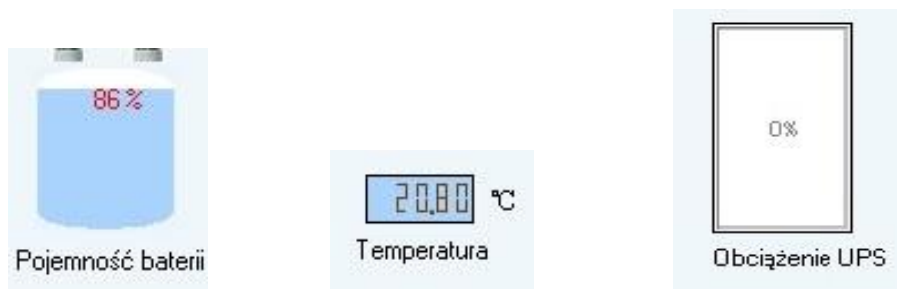 86%
Pojemność baterii
20.80 °C
Temperatura
0%
Obciążenie UPS